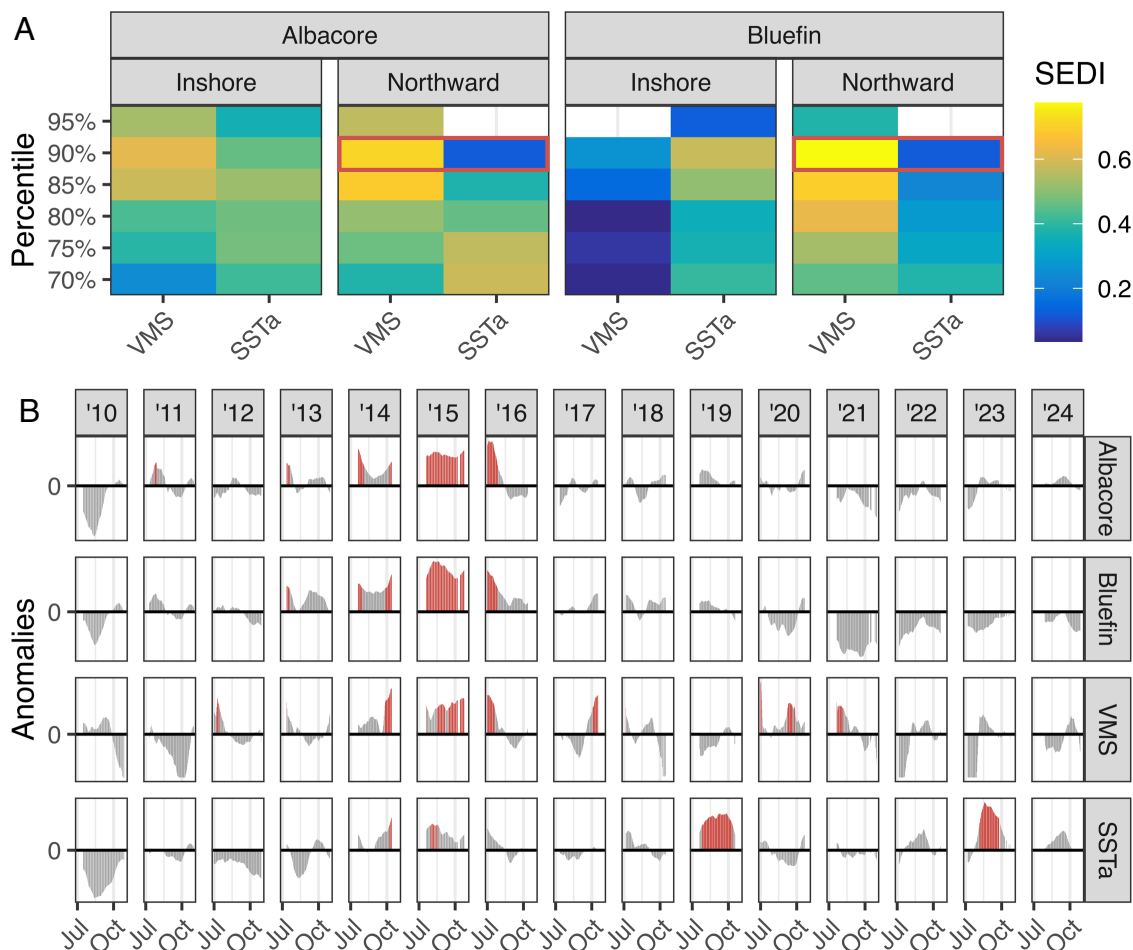 A
Albacore
Bluefin
Inshore
Northward
Inshore
Northward
SEDI
Percentile
95%
90%
85%
80%
75%
70%
0.6
0.4
0.2
VMS
SSTa
VMS
SSTa
VMS
SSTa
VMS
SSTa
B
'10 '11 '12 '13 '14 '15 '16 '17 '18 '19 '20 '21 '22 '23 '24
Anomalies
0
Albacore
0
Bluefin
0
VMS
0
SSTa
Jul Oct Jul Oct Jul Oct Jul Oct Jul Oct Jul Oct Jul Oct Jul Oct Jul Oct Jul Oct Jul Oct Jul Oct Jul Oct Jul Oct Jul Oct